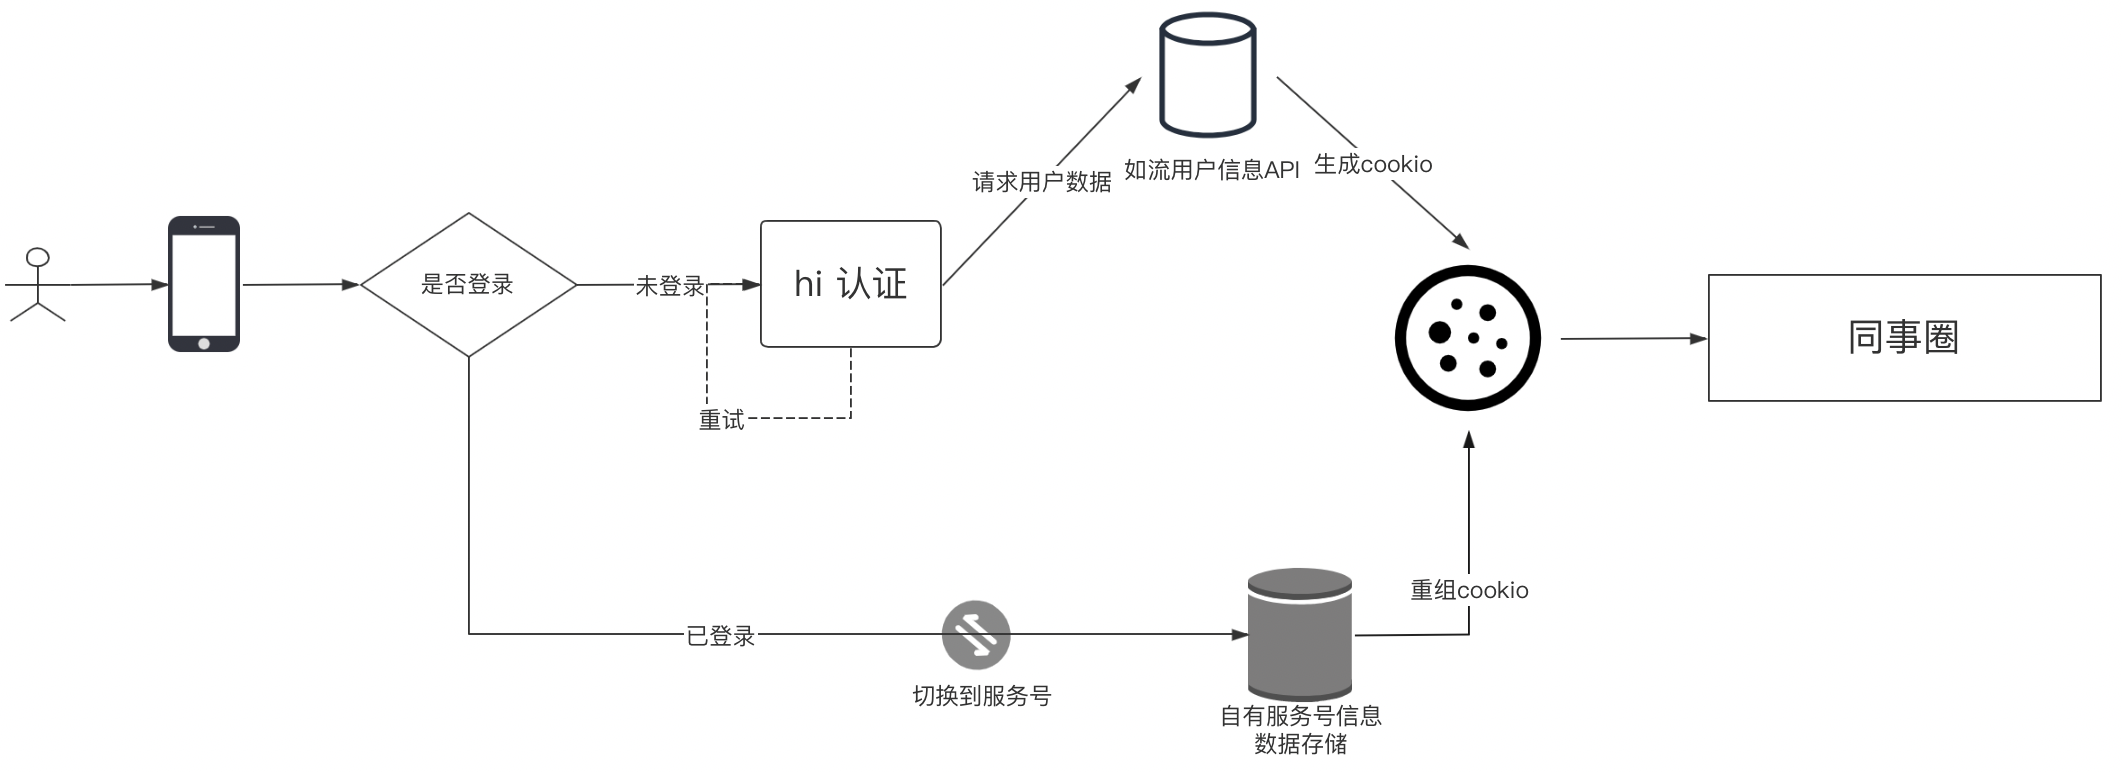 如流用户信息API
生成cookio
请求用户数据
是否登录
未登录
hi 认证
同事圈
重试
重组cookio
已登录
切换到服务号
自有服务号信息
数据存储